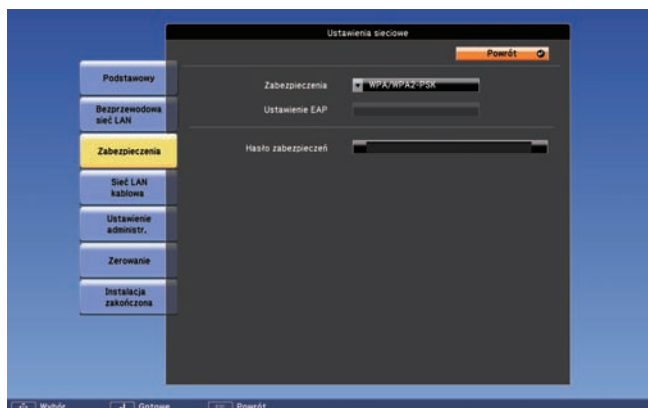 Ustawienia sieciowe
Powrót
Podstawowy
Bezprzewodowa
sieć LAN
Zabezpieczenia
Sieć LAN
kablowa
Ustawienie
administr.
Zerowanie
Instalacja
zakończona
Zabezpieczenia WPA/WPA2-PSK
Ustawienie EAP
Hasło zabezpieczeń
Wybór Gotowe Powrót